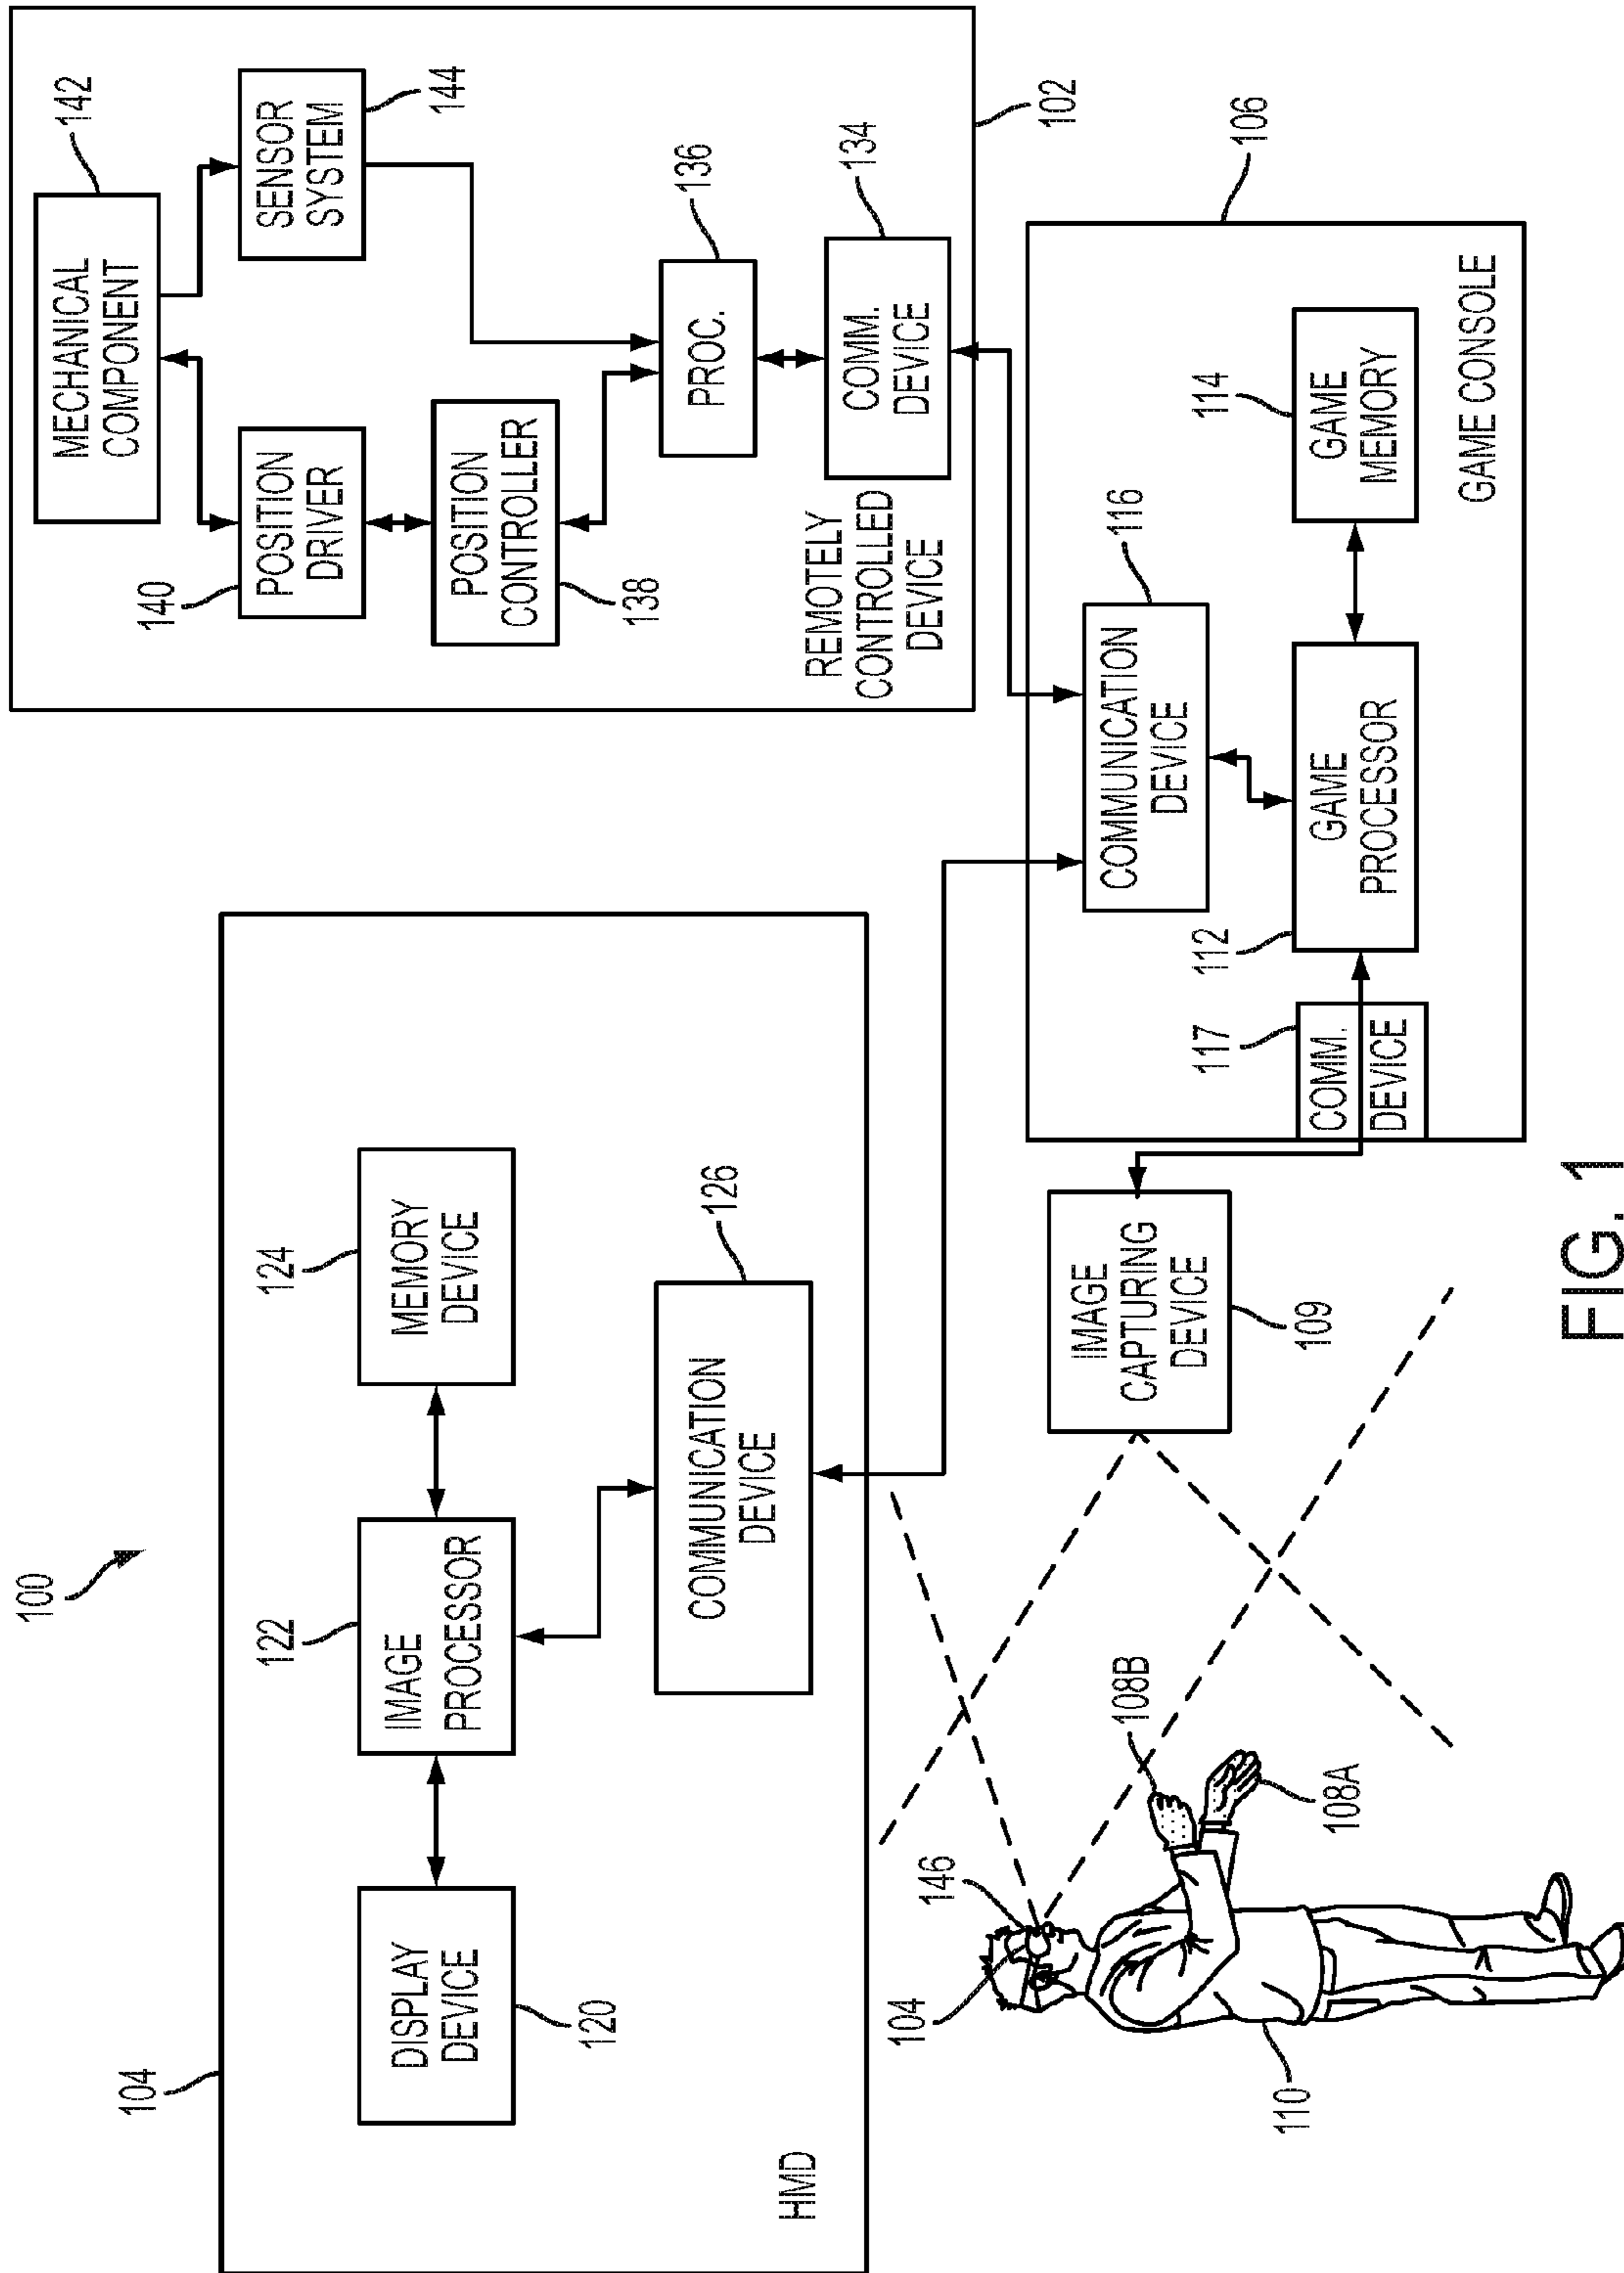 100
104
HMD
DISPLAY
DEVICE
120
IMAGE
PROCESSOR
122
MEMORY
DEVICE
124
COMMUNICATION
DEVICE
126
MECHANICAL
COMPONENT
142
SENSOR
SYSTEM
144
POSITION
DRIVER
140
POSITION
CONTROLLER
138
PROC.
136
COMM.
DEVICE
134
REMOTELY
CONTROLLED
DEVICE
102
104
146
108B
108A
110
IMAGE
CAPTURING
DEVICE
109
COMM.
DEVICE
117
COMMUNICATION
DEVICE
116
GAME
PROCESSOR
112
GAME
MEMORY
114
GAME CONSOLE
106
FIG. 1